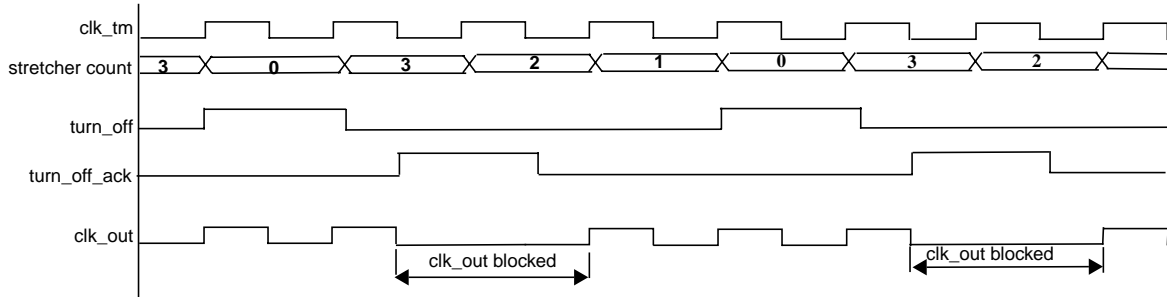 clk_tm
stretcher count
3 0 3 2 1 0 3 2
turn_off
turn_off_ack
clk_out
clk_out blocked clk_out blocked